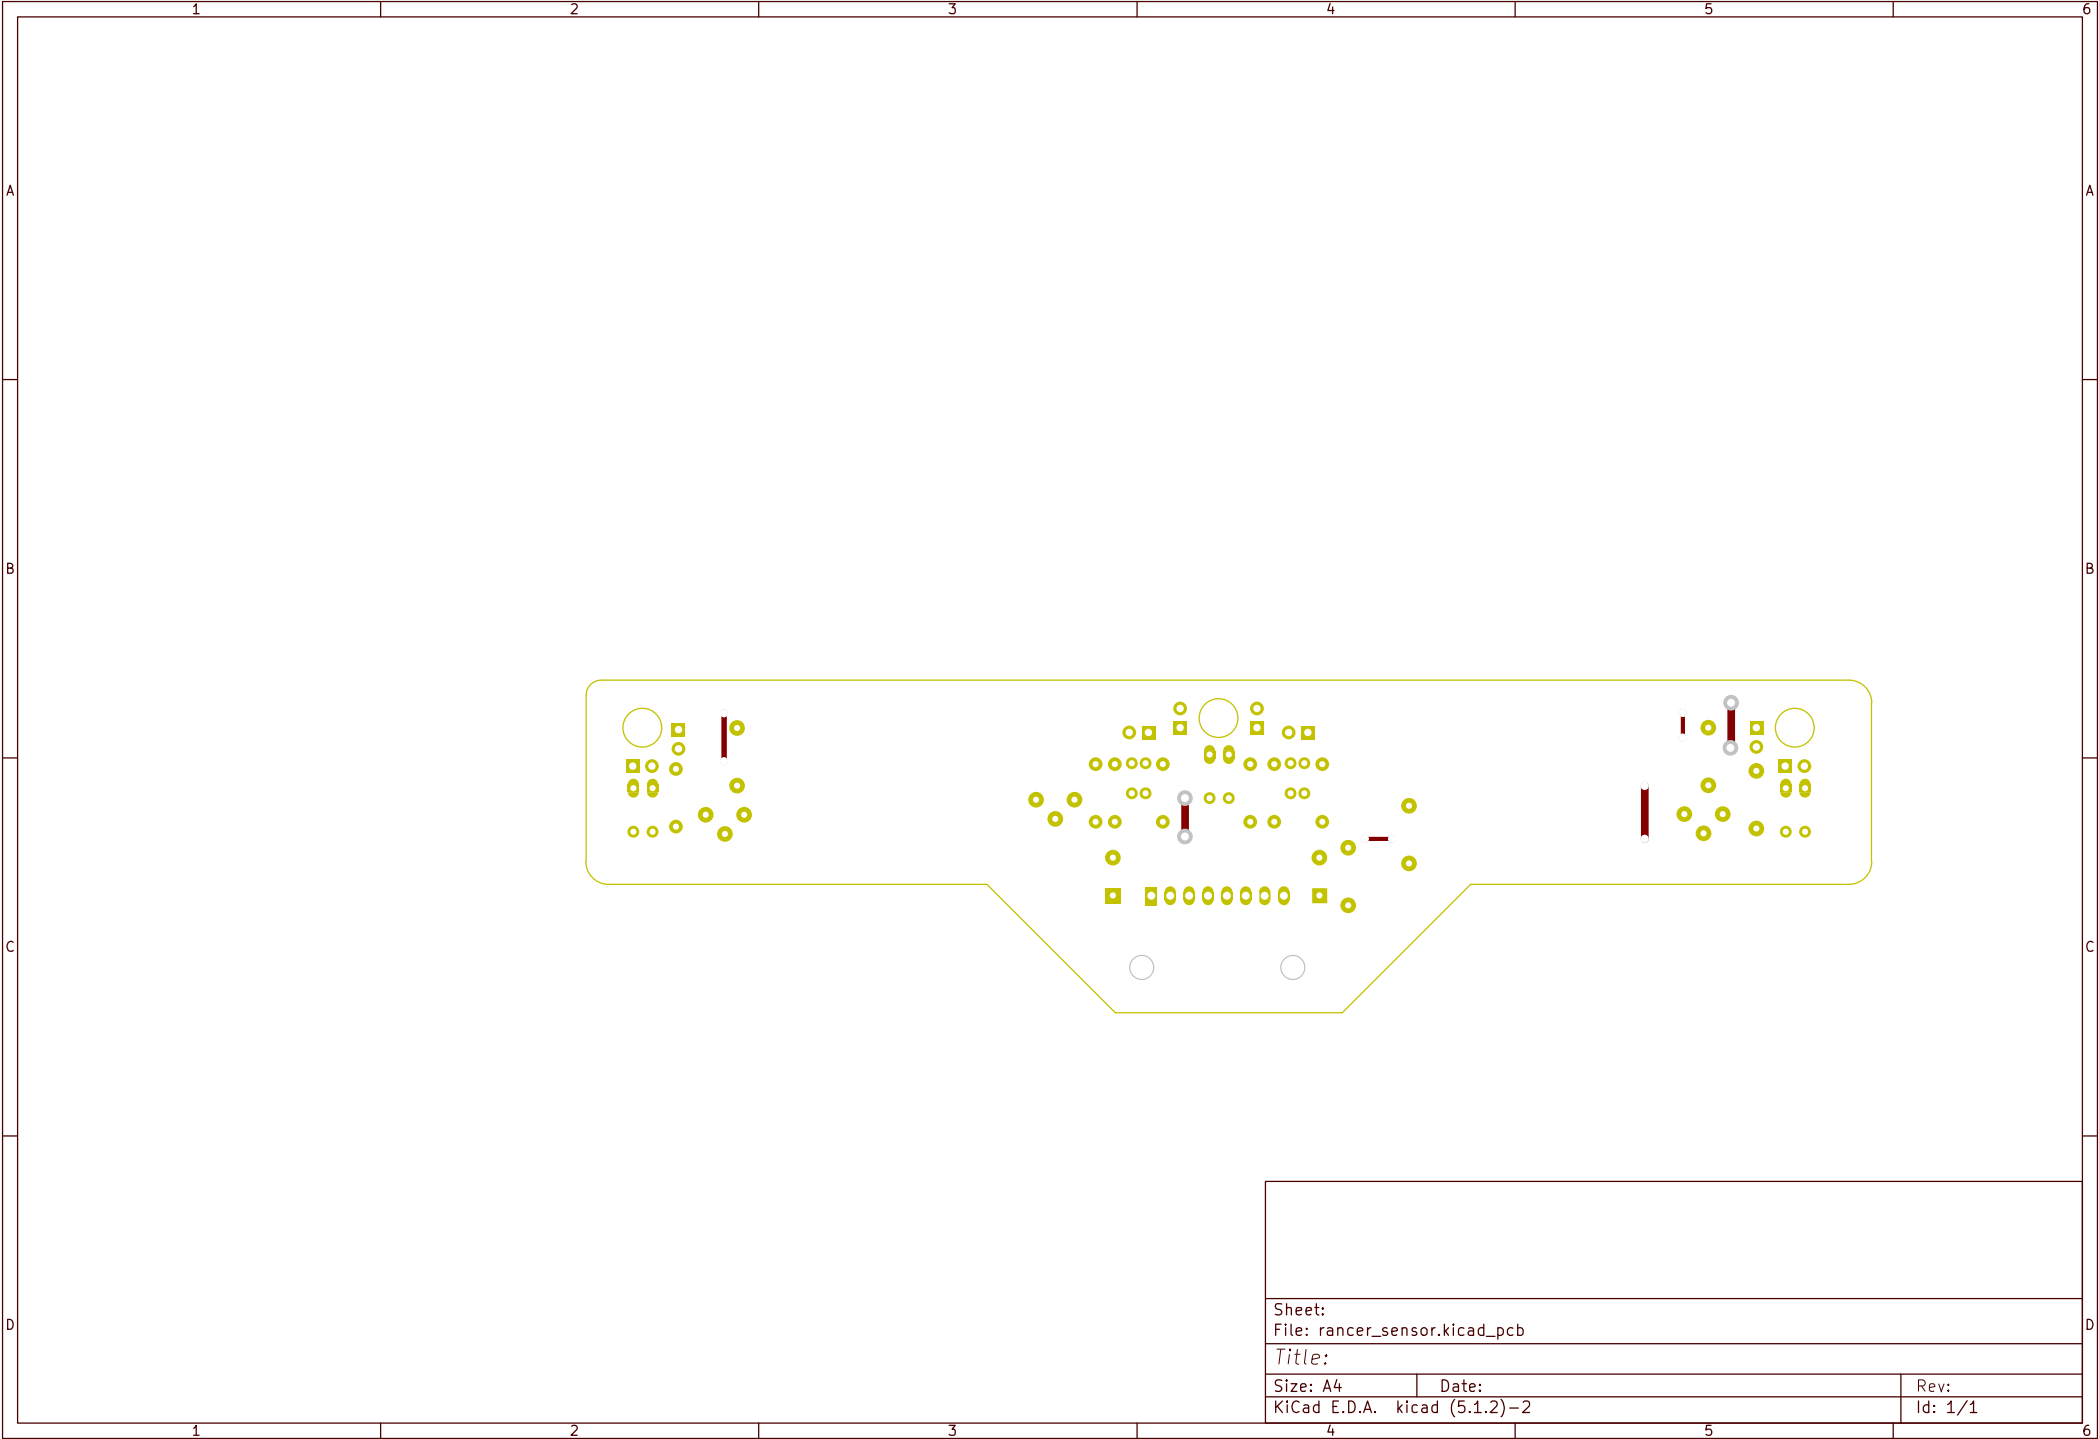 1 2 3 4 5 6
A A
B B
C C
D D
Sheet:
File: rancer_sensor.kicad_pcb
Title:
Size: A4 Date: Rev:
KiCad E.D.A. kicad (5.1.2)-2 Id: 1/1
1 2 3 4 5 6